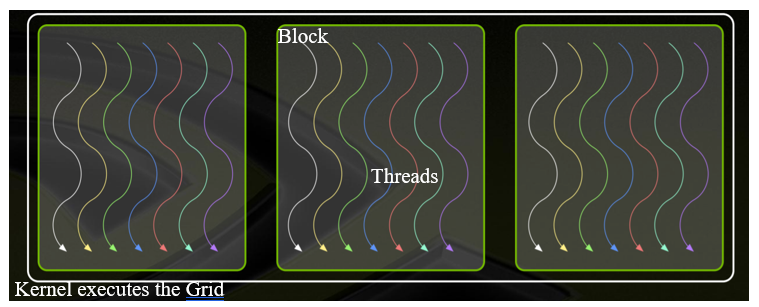 Block
Threads
Kernel executes the Grid